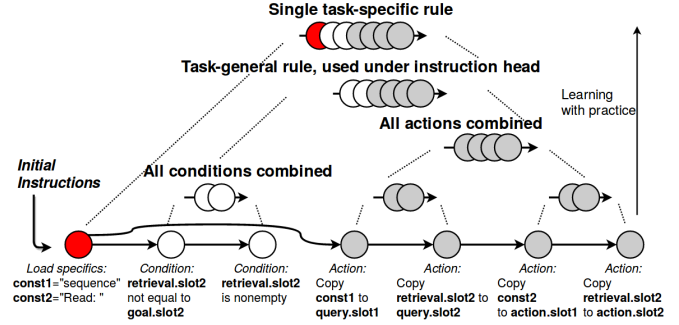 Single task-specific rule
Task-general rule, used under instruction head
Learning
with practice
All actions combined
Initial
Instructions
All conditions combined
Load specifics:
const1="sequence"
const2="Read: "
Condition:
retrieval.slot2
not equal to
goal.slot2
Condition:
retrieval.slot2
is nonempty
Action:
Copy
const1 to
query.slot1
Action:
Copy
retrieval.slot2 to
query.slot2
Action:
Copy
const2
to action.slot1
Action:
Copy
retrieval.slot2
to action.slot2